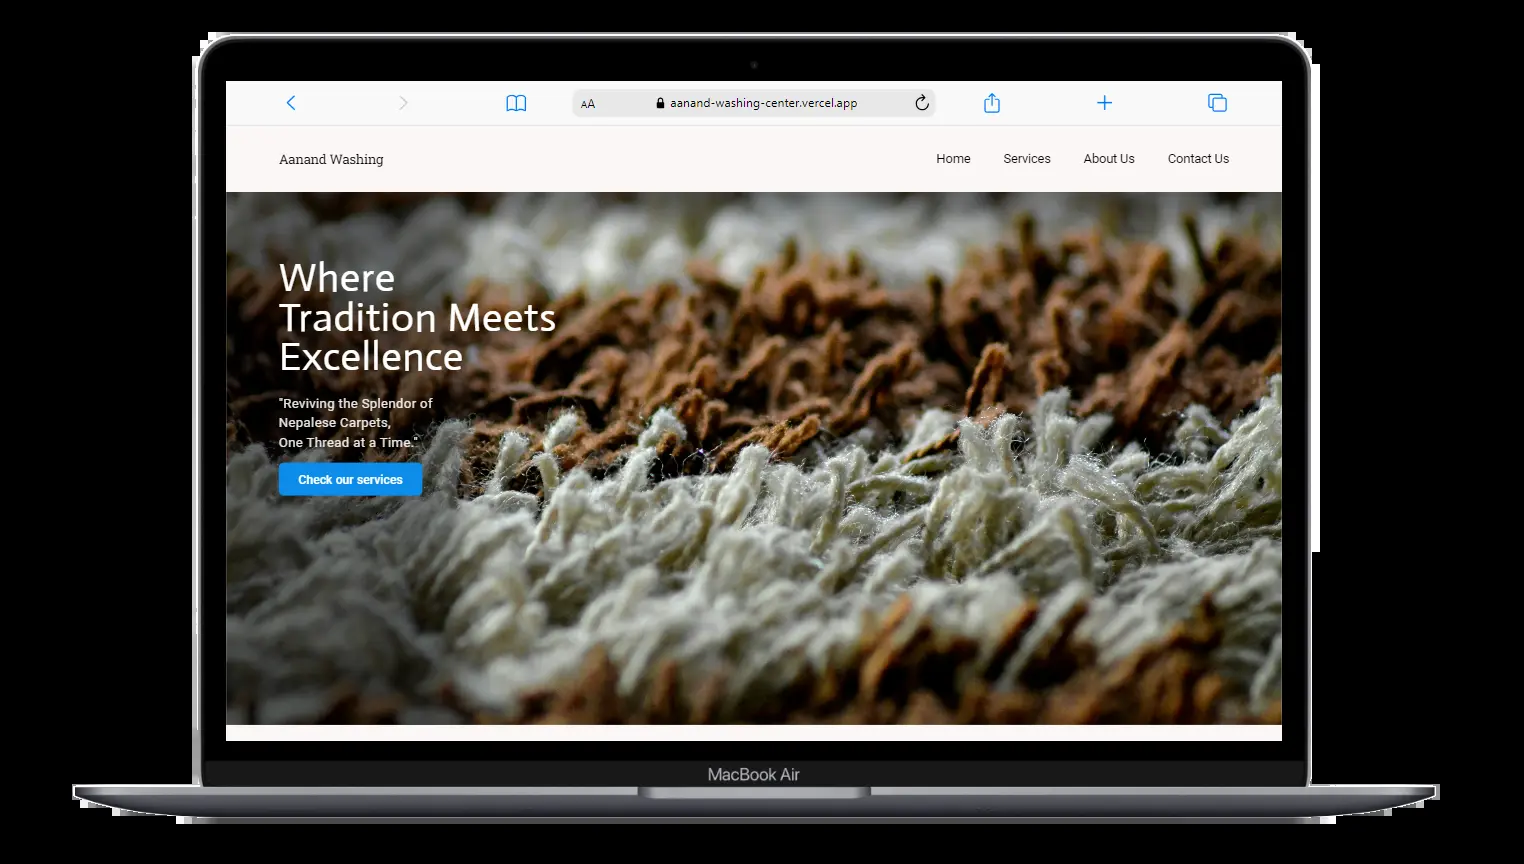 AA
aanand-washing-center.vercel.app
Aanand Washing
Home
Services
About Us
Contact Us
Where
Tradition Meets
Excellence
"Reviving the Splendor of
Nepalese Carpets,
One Thread at a Time."
Check our services
MacBook Air